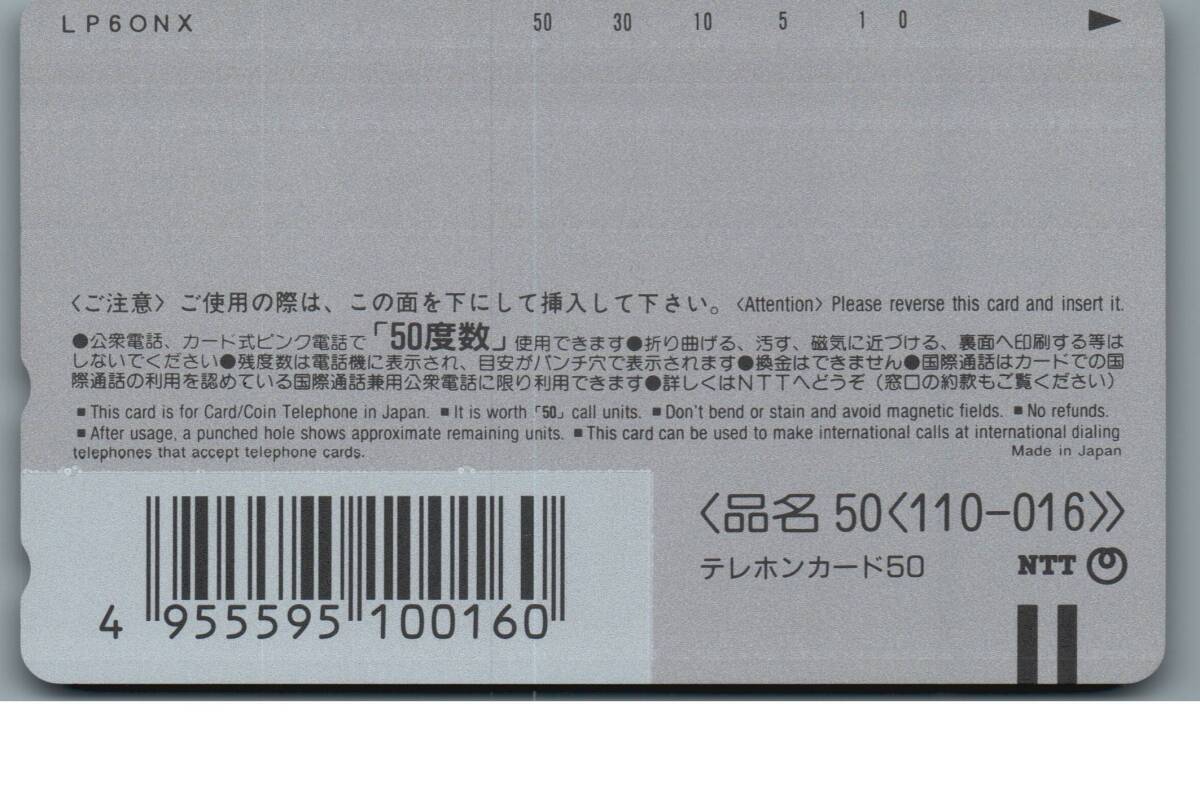 LP6ONX 50 30 10 5 1 0
〈ご注意〉ご使用の際は、この面を下にして挿入して下さい。〈Attention〉Please reverse this card and insert it.
●公衆電話、カード式ピンク電話で「50度数」使用できます●折り曲げる、汚す、磁気に近づける、裏面へ印刷する等は
しないでください●残度数は電話機に表示され、目安がパンチ穴で表示されます●換金はできません●国際通話はカードでの国
際通話の利用を認めている国際通話兼用公衆電話に限り利用できます●詳しくはNTTへどうぞ（窓口の約款もご覧ください）
■This card is for Card/Coin Telephone in Japan. ■It is worth「50」call units. ■Don't bend or stain and avoid magnetic fields. ■No refunds.
■After usage, a punched hole shows approximate remaining units. ■This card can be used to make international calls at international dialing
telephones that accept telephone cards. Made in Japan
〈品名 50〈110-016〉〉
テレホンカード50 NTT
4 955595 100160